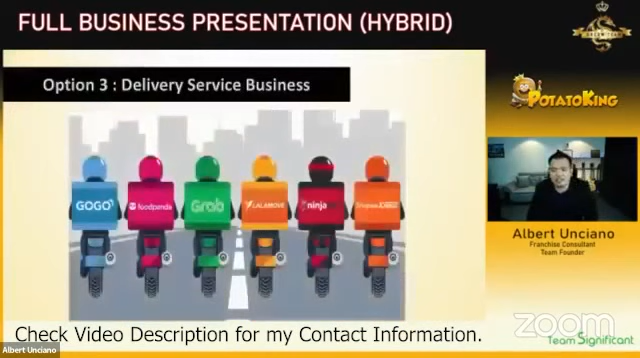 FULL BUSINESS PRESENTATION (HYBRID)
Option 3 : Delivery Service Business
POTATOKING
GOGO
foodpanda
Grab
LALAMOVE
ninja
Albert Unciano
Franchise Consultant
Team Founder
Check Video Description for my Contact Information.
zoom
Team Significant
Albert Unciano